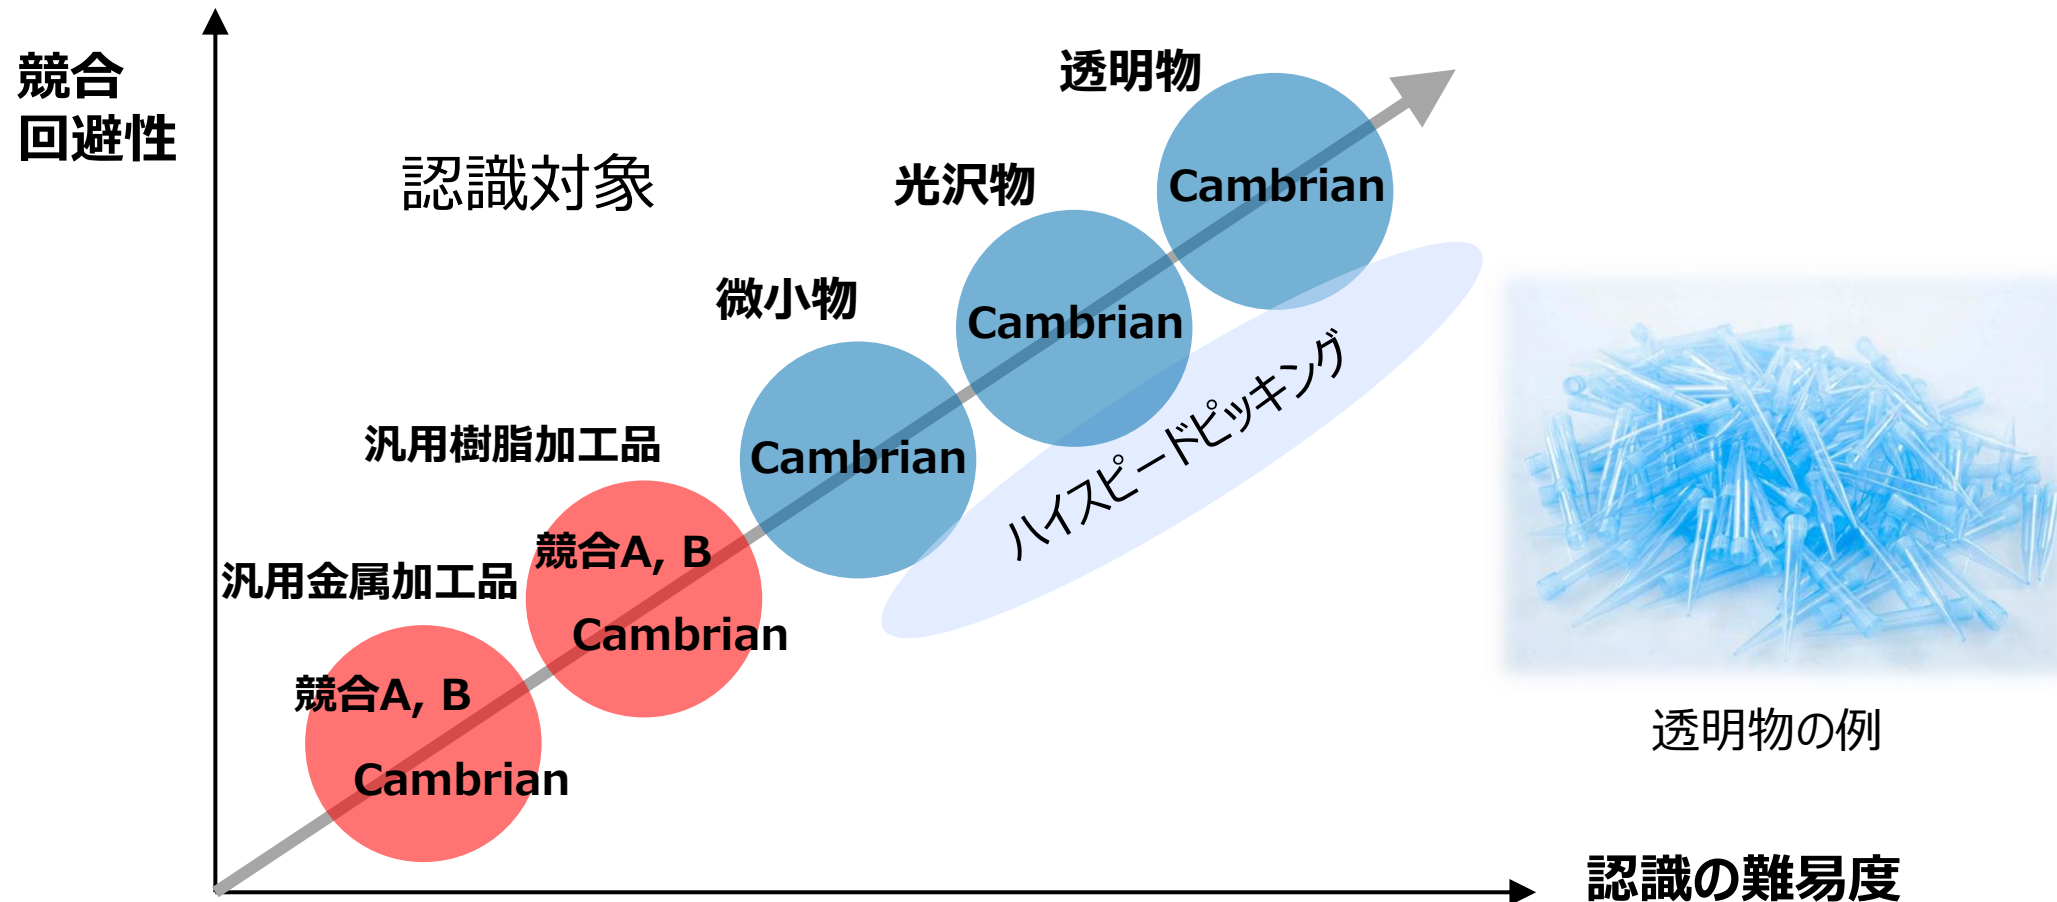 競合
回避性
認識対象
透明物
Cambrian
光沢物
Cambrian
微小物
Cambrian
ハイスピードピッキング
汎用樹脂加工品
競合A, B
Cambrian
汎用金属加工品
競合A, B
Cambrian
透明物の例
認識の難易度